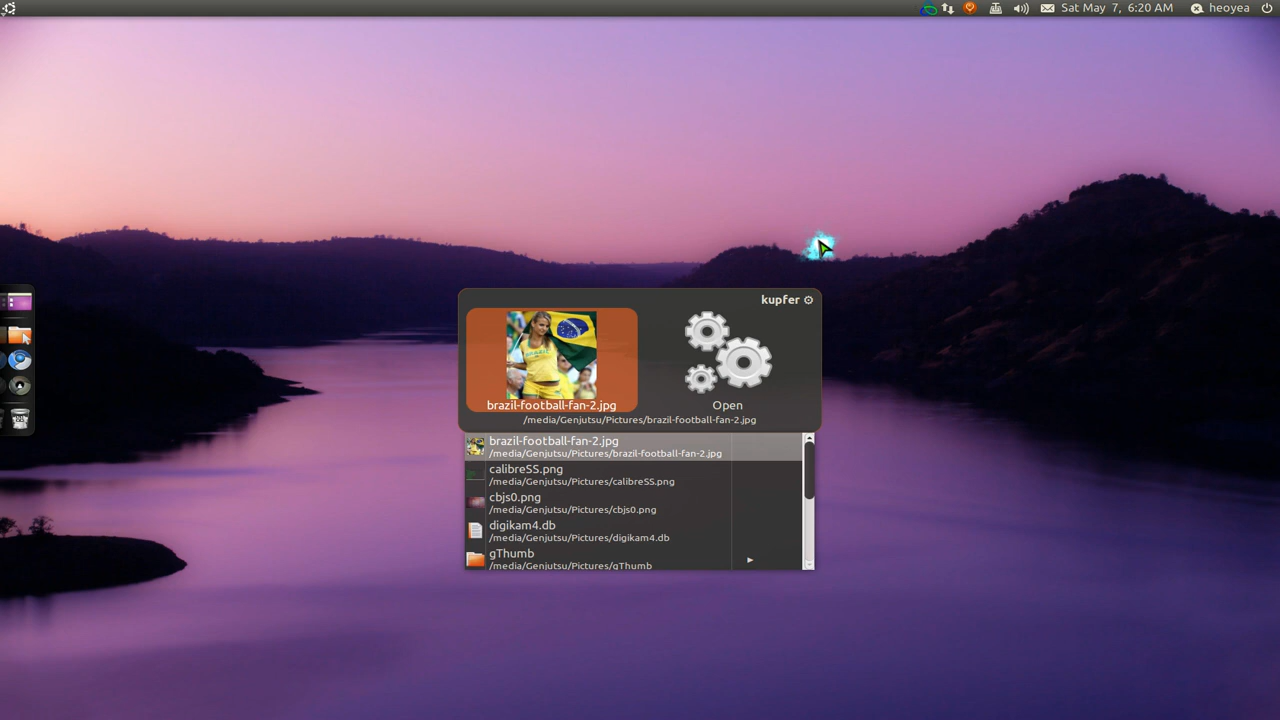 Sat May 7, 6:20 AM
heoyea
kupfer
BRAZIL
brazil-football-fan-2.jpg
Open
/media/Genjutsu/Pictures/brazil-football-fan-2.jpg
brazil-football-fan-2.jpg
/media/Genjutsu/Pictures/brazil-football-fan-2.jpg
calibreSS.png
/media/Genjutsu/Pictures/calibreSS.png
cbjs0.png
/media/Genjutsu/Pictures/cbjs0.png
digikam4.db
/media/Genjutsu/Pictures/digikam4.db
gThumb
/media/Genjutsu/Pictures/gThumb